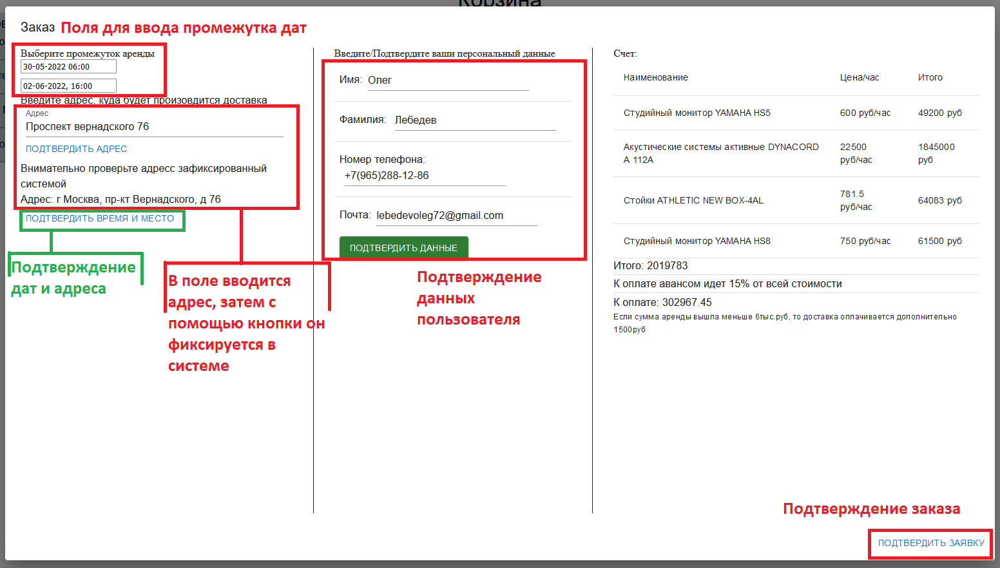 Корзина
Заказ
Поля для ввода промежутка дат
Выберите промежуток аренды
30-05-2022 06:00
02-06-2022, 16:00
Введите адрес, куда будет произовдится доставка
Адрес
Проспект вернадского 76
ПОДТВЕРДИТЬ АДРЕС
Внимательно проверьте адресс зафиксированный
системой
Адрес: г Москва, пр-кт Вернадского, д 76
ПОДТВЕРДИТЬ ВРЕМЯ И МЕСТО
Подтверждение
дат и адреса
В поле вводится
адрес, затем с
помощью кнопки он
фиксируется в
системе
Введите/Подтвердите ваши персональный данные
Имя: Олег
Фамилия: Лебедев
Номер телефона:
+7(965)288-12-86
Почта: lebedevoleg72@gmail.com
ПОДТВЕРДИТЬ ДАННЫЕ
Подтверждение
данных
пользователя
Счет:
Наименование Цена/час Итого
Студийный монитор YAMAHA HS5 600 руб/час 49200 руб
Акустические системы активные DYNACORD 22500 1845000
A 112A руб/час руб
781.5
Стойки ATHLETIC NEW BOX-4AL 64083 руб
руб/час
Студийный монитор YAMAHA HS8 750 руб/час 61500 руб
Итого: 2019783
К оплате авансом идет 15% от всей стоимости
К оплате: 302967.45
Если сумма аренды вышла меньше 6тыс.руб, то доставка оплачивается дополнительно
1500руб
Подтверждение заказа
ПОДТВЕРДИТЬ ЗАЯВКУ